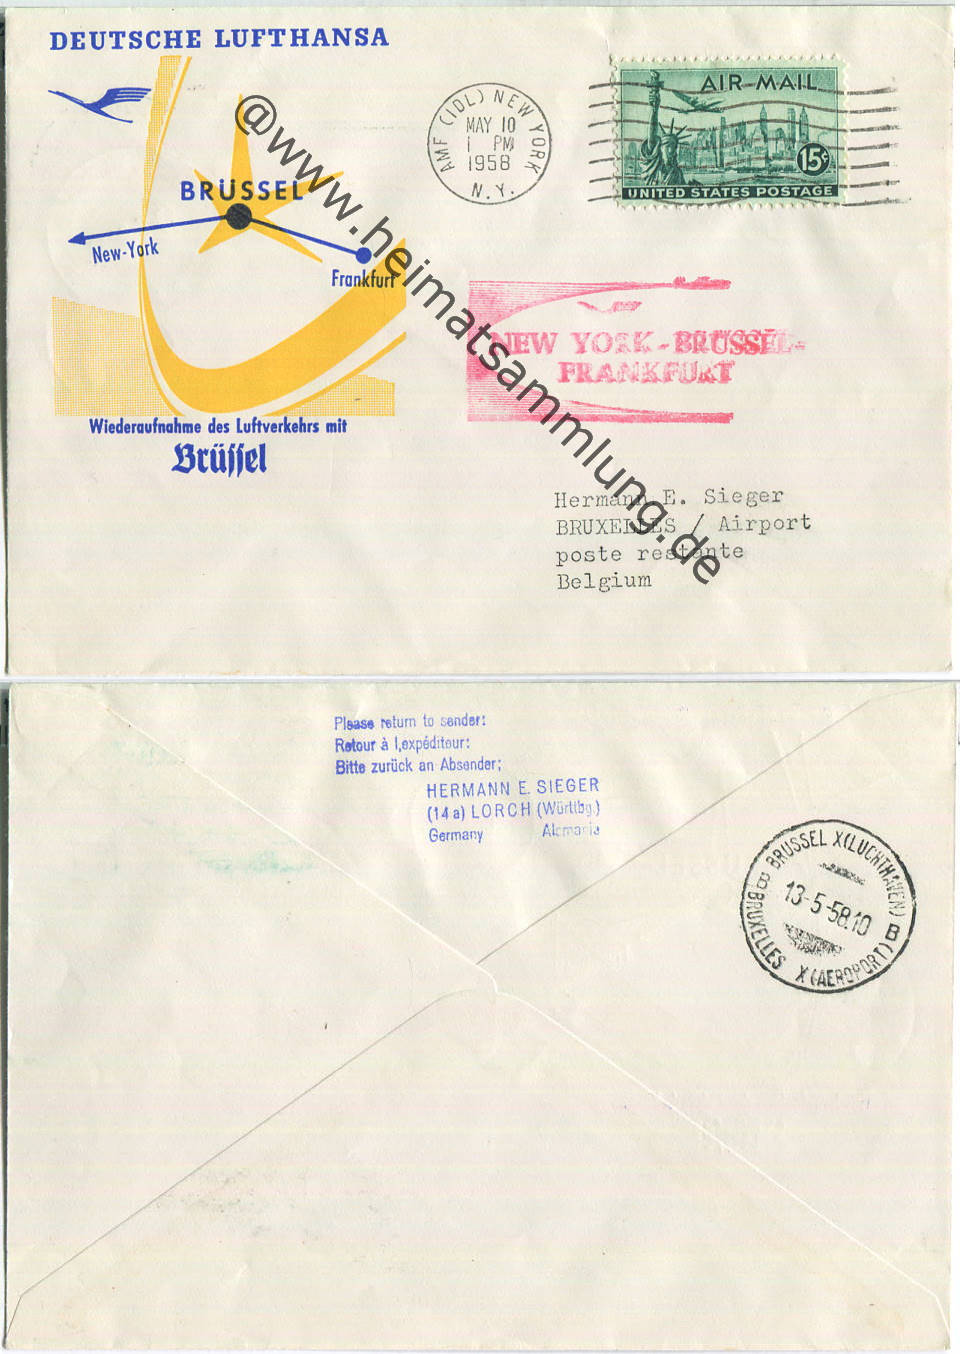 DEUTSCHE LUFTHANSA
BRÜSSEL
New-York
Frankfurt
Wiederaufnahme des Luftverkehrs mit
Brüssel
AMF (IDL) NEW YORK
MAY 10
1 PM
1958
N.Y.
AIR MAIL
15¢
UNITED STATES POSTAGE
NEW YORK - BRÜSSEL -
FRANKFURT
Hermann E. Sieger
BRUXELLES / Airport
poste restante
Belgium
@www.heimatsammlung.de
Please return to sender:
Retour à l,expéditeur:
Bitte zurück an Absender;
HERMANN E. SIEGER
(14a) LORCH (Württbg.)
Germany Alemania
B BRUSSEL X (LUCHTHAVEN) B
13-5-58.10
BRUXELLES X (AEROPORT)